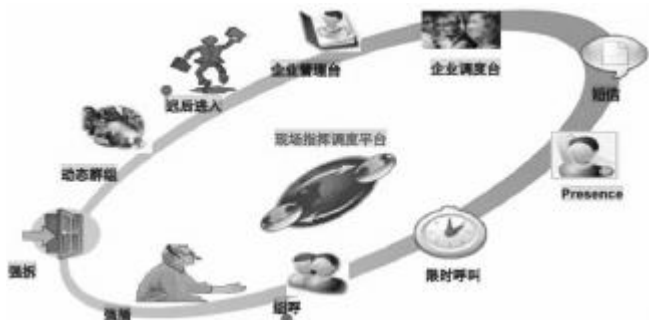 企业管理台
企业调度台
迟后进入
短信
现场指挥调度平台
动态群组
Presence
强拆
限时呼叫
组呼
强插